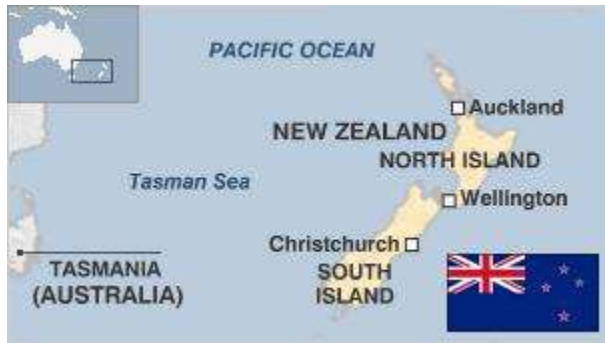 PACIFIC OCEAN
Auckland
NEW ZEALAND
NORTH ISLAND
Tasman Sea
Wellington
Christchurch
TASMANIA
(AUSTRALIA)
SOUTH
ISLAND